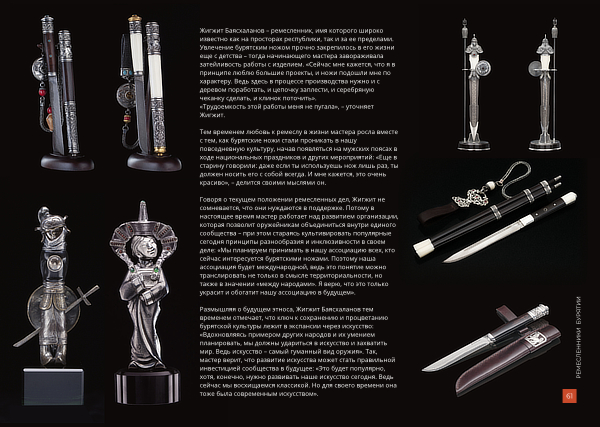 Жигжит Баясхаланов – ремесленник, имя которого широко
известно как на просторах республики, так и за ее пределами.
Увлечение бурятским ножом прочно закрепилось в его жизни
еще с детства – тогда начинающего мастера завораживала
затейливость работы с изделием. «Сейчас мне кажется, что я в
принципе люблю большие проекты, и ножи подошли мне по
характеру. Ведь здесь в процессе производства нужно и с
деревом поработать, и цепочку заплести, и серебряную
чеканку сделать, и клинок поточить».
«Трудоемкость этой работы меня не пугала», – уточняет
Жигжит.
Тем временем любовь к ремеслу в жизни мастера росла вместе
с тем, как бурятские ножи стали проникать в нашу
повседневную культуру, начав появляться на мужских поясах в
ходе национальных праздников и других мероприятий: «Еще в
старину говорили: даже если ты используешь нож лишь раз, ты
должен носить его с собой всегда. И мне кажется, это очень
красиво», – делится своими мыслями он.
Говоря о текущем положении ремесленных дел, Жигжит не
сомневается, что они нуждаются в поддержке. Потому в
настоящее время мастер работает над развитием организации,
которая позволит оружейникам объединиться внутри единого
сообщества – при этом стараясь культивировать популярные
сегодня принципы разнообразия и инклюзивности в своем
деле: «Мы планируем принимать в нашу ассоциацию всех, кто
сейчас интересуется бурятскими ножами. Поэтому наша
ассоциация будет международной, ведь это понятие можно
транслировать не только в смысле территориальности, но
также в значении «между народами». Я верю, что это только
украсит и обогатит нашу ассоциацию в будущем».
Размышляя о будущем этноса, Жигжит Баясхаланов тем
временем отмечает, что ключ к сохранению и процветанию
бурятской культуры лежит в экспансии через искусство:
«Вдохновляясь примером других народов и их умением
планировать, мы должны удариться в искусство и захватить
мир. Ведь искусство – самый гуманный вид оружия». Так,
мастер верит, что развитие искусства может стать правильной
инвестицией сообщества в будущее: «Это будет популярно,
хотя, конечно, нужно развивать наше искусство сегодня. Ведь
сейчас мы восхищаемся классикой. Но для своего времени она
тоже была современным искусством».
РЕМЕСЛЕННИКИ БУРЯТИИ
61